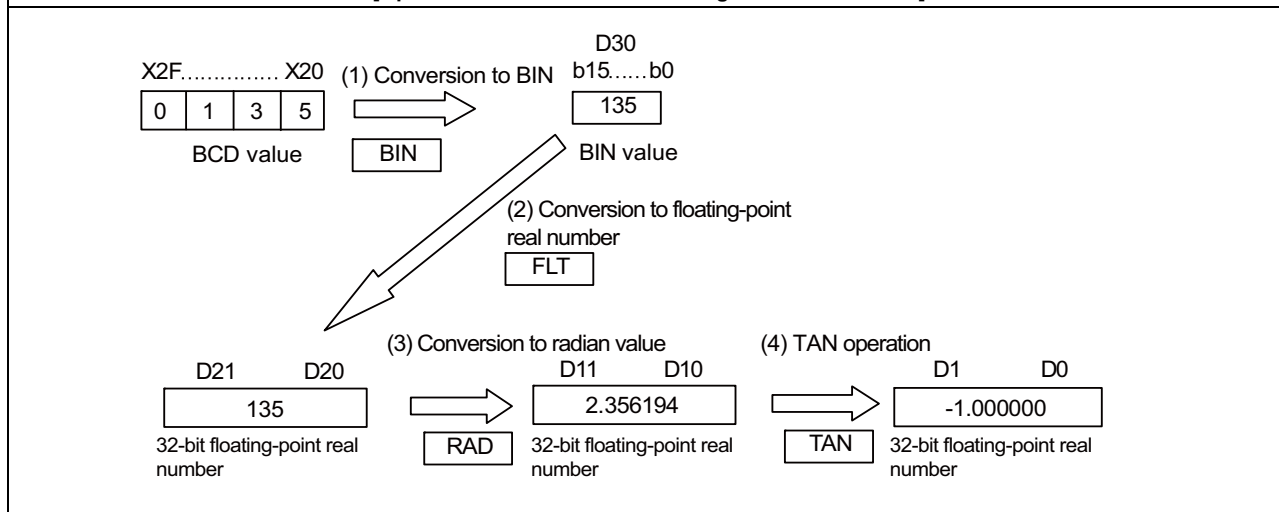 D30
X2F............... X20 (1) Conversion to BIN b15......b0
0 1 3 5 135
BCD value BIN BIN value
(2) Conversion to floating-point
real number
FLT
(3) Conversion to radian value (4) TAN operation
D21 D20 D11 D10 D1 D0
135 2.356194 -1.000000
32-bit floating-point real RAD 32-bit floating-point real TAN 32-bit floating-point real
number number number